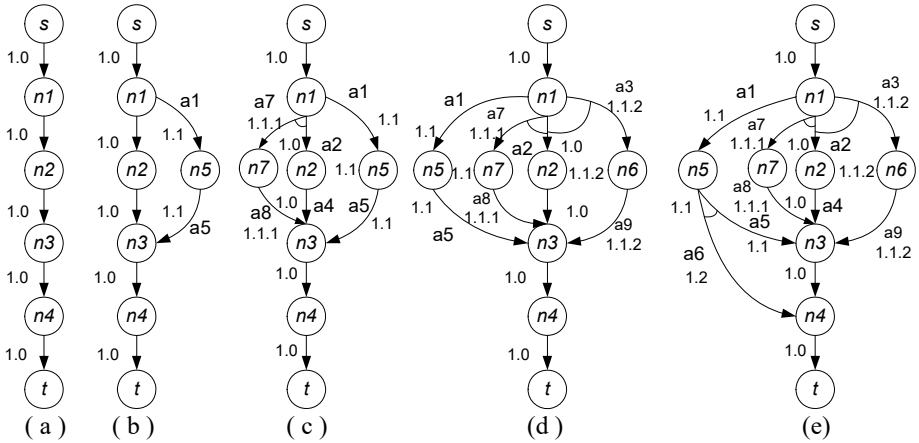 s s s s s
1.0 1.0 1.0 1.0 1.0
n1 n1 n1 n1 n1
a1 a7 a1 a1 a7 a3 a1 a7 a3
1.0 1.0 1.1 1.1.1 1.0 1.1 1.1 1.1.1 1.0 1.1.2 1.1 1.1.1 1.0 1.1.2
a2 a2 a2
n2 n2 n5 n7 n2 n5 n5 n7 n2 n6 n5 n7 n2 n6
1.1 1.1 1.1.2 1.1.2
1.0 1.0 1.1 a5 a8 1.1.1 1.0 a4 a5 1.1 1.1 a5 a8 1.1.1 1.0 a9 1.1.2 1.1 a8 1.1.1 1.0 a4 a5 1.1 a9 1.1.2
n3 n3 n3 n3 n3
a6
1.2
1.0 1.0 1.0 1.0 1.0
n4 n4 n4 n4 n4
1.0 1.0 1.0 1.0 1.0
t t t t t
( a ) ( b ) ( c ) (d) (e)